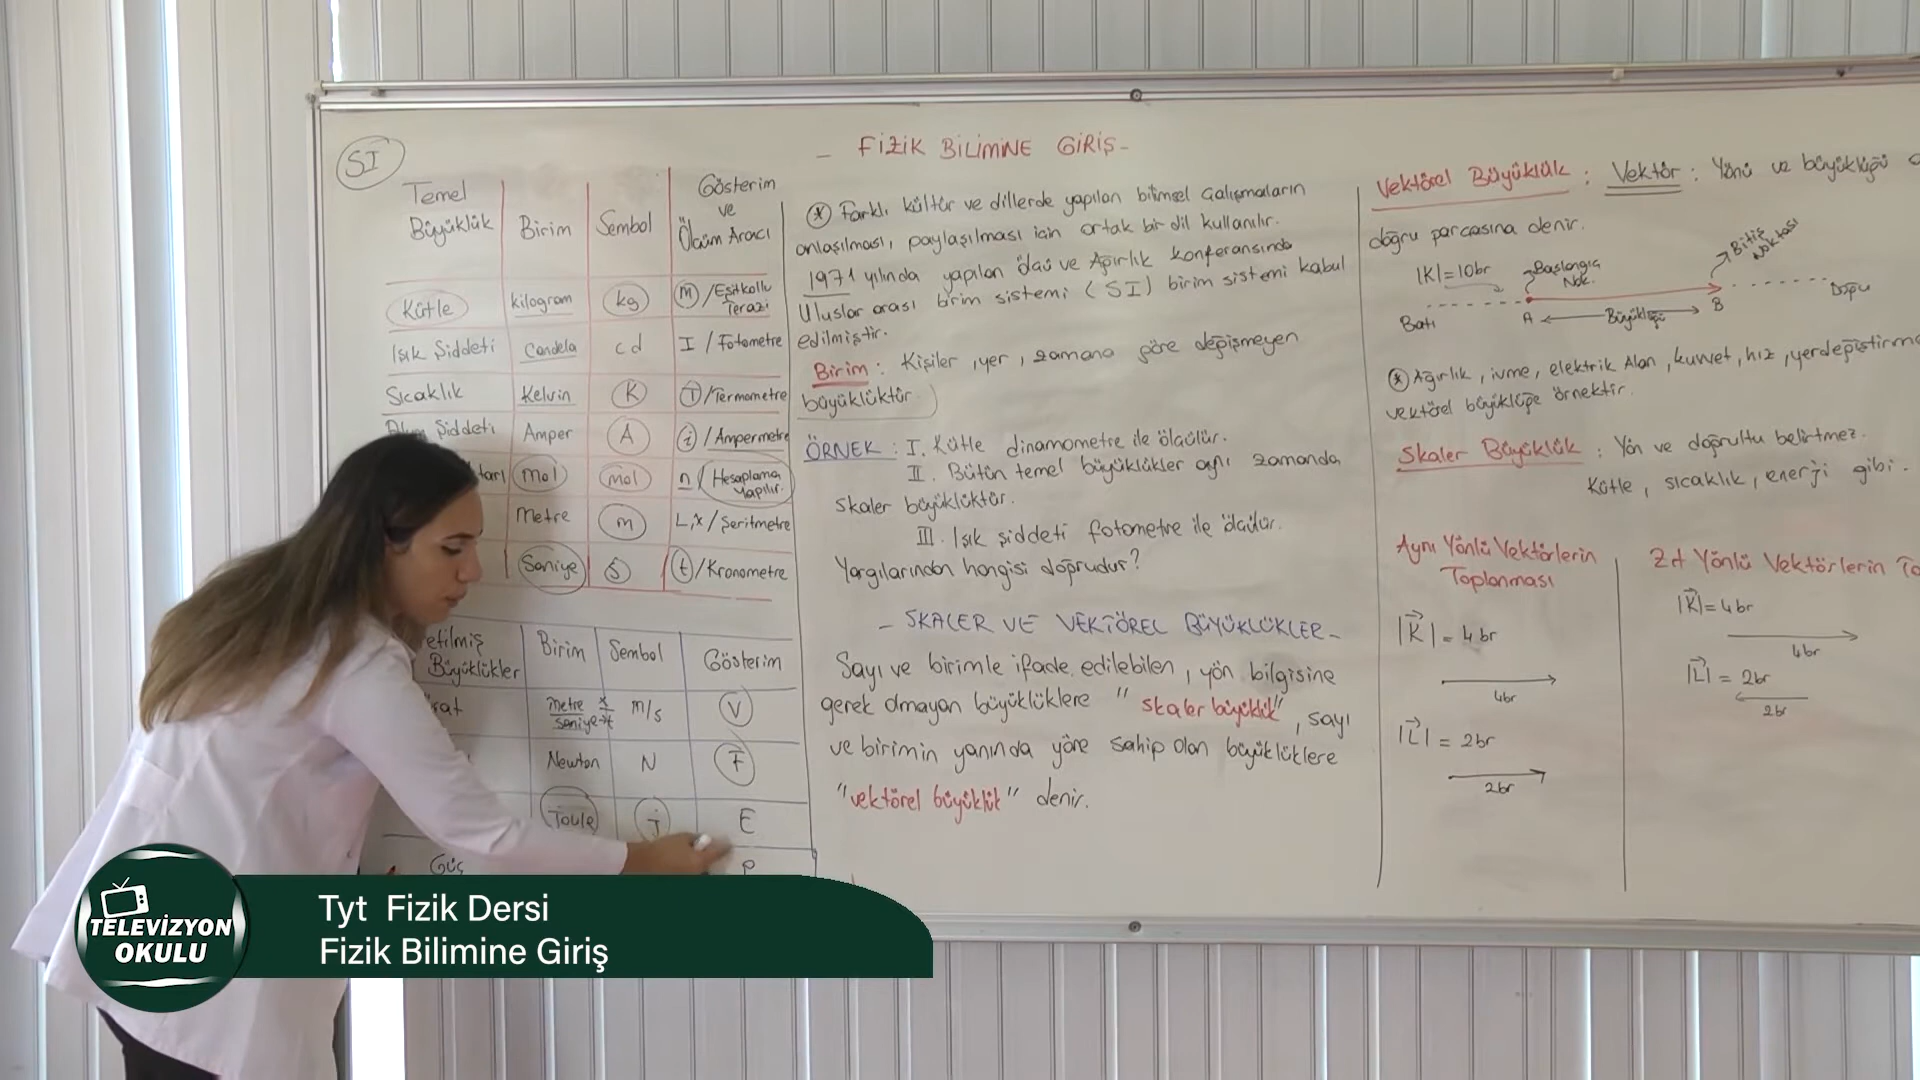 SI
- FİZİK BİLİMİNE GİRİŞ -
Temel Büyüklük | Birim | Sembol | Gösterim ve Ölçüm Aracı
Kütle | kilogram | kg | m / Eşitkollu Terazi
Işık Şiddeti | Candela | cd | I / Fotometre
Sıcaklık | Kelvin | K | T / Termometre
Şiddeti | Amper | A | i / Ampermetre
tarı | mol | mol | n / Hesaplama Yapılır.
Metre | m | L,x / Şeritmetre
Saniye | s | t / Kronometre
Büyüklükler | Birim | Sembol | Gösterim
rat | metre x / saniye → t | m/s | V
Newton | N | F
Joule | J | E
Güç | P
* Farklı kültür ve dillerde yapılan bilimsel çalışmaların
anlaşılması, paylaşılması için ortak bir dil kullanılır.
1971 yılında yapılan ölçü ve Ağırlık konferansında
Uluslar arası birim sistemi (SI) birim sistemi kabul
edilmiştir.
Birim : Kişiler, yer, zamana göre değişmeyen
büyüklüktür.
ÖRNEK : I. Kütle dinamometre ile ölçülür.
II. Bütün temel büyüklükler aynı zamanda
skaler büyüklüktür.
III. Işık şiddeti fotometre ile ölçülür.
Yargılarından hangisi doğrudur?
- SKALER VE VEKTÖREL BÜYÜKLÜKLER -
Sayı ve birimle ifade edilebilen, yön bilgisine
gerek olmayan büyüklüklere "skaler büyüklük", sayı
ve birimin yanında yöne sahip olan büyüklüklere
"vektörel büyüklük" denir.
Vektörel Büyüklük : Vektör : Yönü ve büyüklüğü
doğru parçasına denir.
|K|=10br
Başlangıç Nok.
Bitiş Noktası
Batı
A
Büyüklüğü
B
Doğu
* Ağırlık, ivme, elektrik Alan, kuvvet, hız, yerdeğiştirme
vektörel büyüklüğe örnektir.
Skaler Büyüklük : Yön ve doğrultu belirtmez.
Kütle, sıcaklık, enerji gibi.
Aynı Yönlü Vektörlerin
Toplanması
|K⃗| = 4br
4br
|L⃗| = 2br
2br
Zıt Yönlü Vektörlerin To
|K⃗| = 4br
4br
|L⃗| = 2br
2br
TELEVİZYON
OKULU
Tyt Fizik Dersi
Fizik Bilimine Giriş